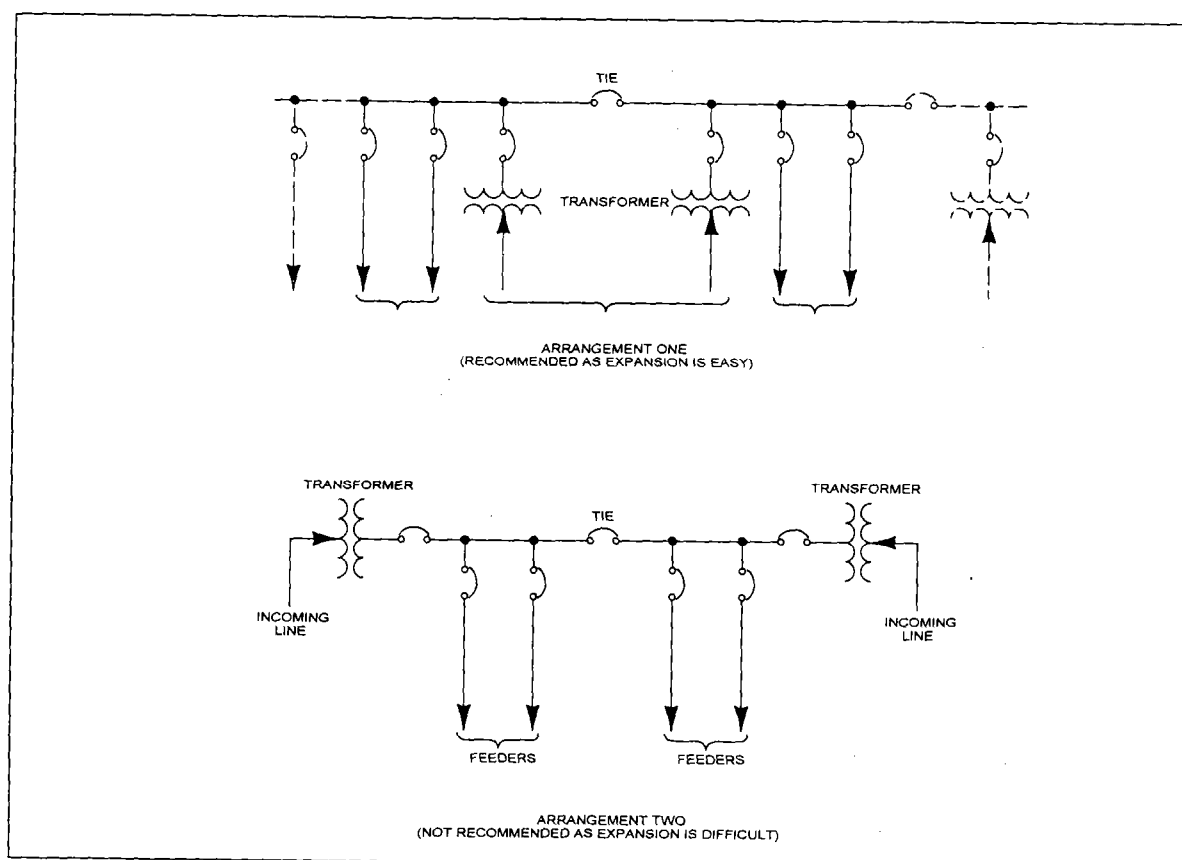 TIE
TRANSFORMER
ARRANGEMENT ONE
(RECOMMENDED AS EXPANSION IS EASY)
TRANSFORMER
TRANSFORMER
TIE
INCOMING
LINE
INCOMING
LINE
FEEDERS
FEEDERS
ARRANGEMENT TWO
(NOT RECOMMENDED AS EXPANSION IS DIFFICULT)